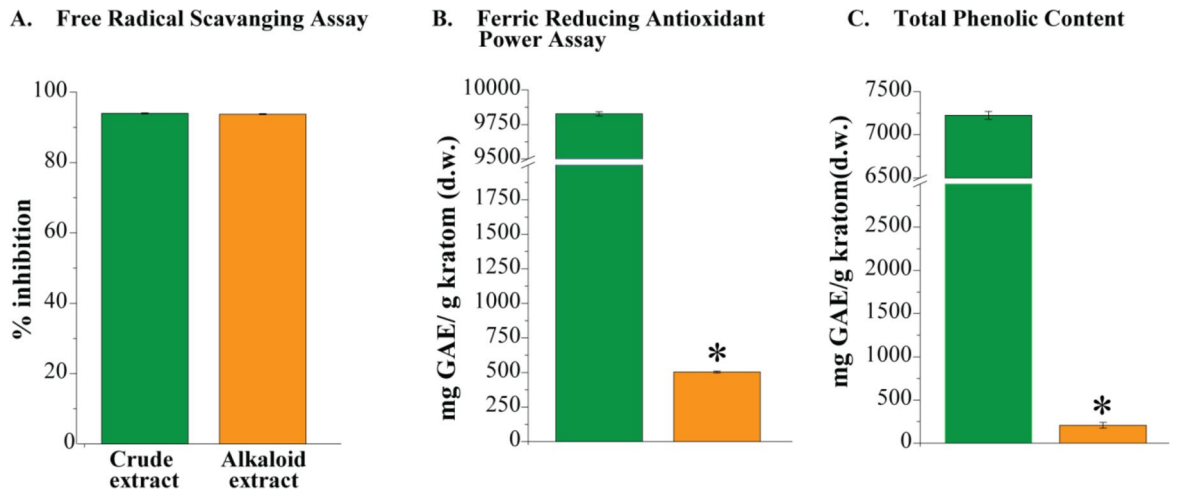 A. Free Radical Scavanging Assay
% inhibition
100
80
60
40
20
0
Crude
extract
Alkaloid
extract
B. Ferric Reducing Antioxidant
Power Assay
mg GAE/ g kratom (d.w.)
10000
9750
9500
1750
1500
1250
1000
750
500
250
0
*
C. Total Phenolic Content
mg GAE/g kratom(d.w.)
7500
7000
6500
2500
2000
1500
1000
500
0
*